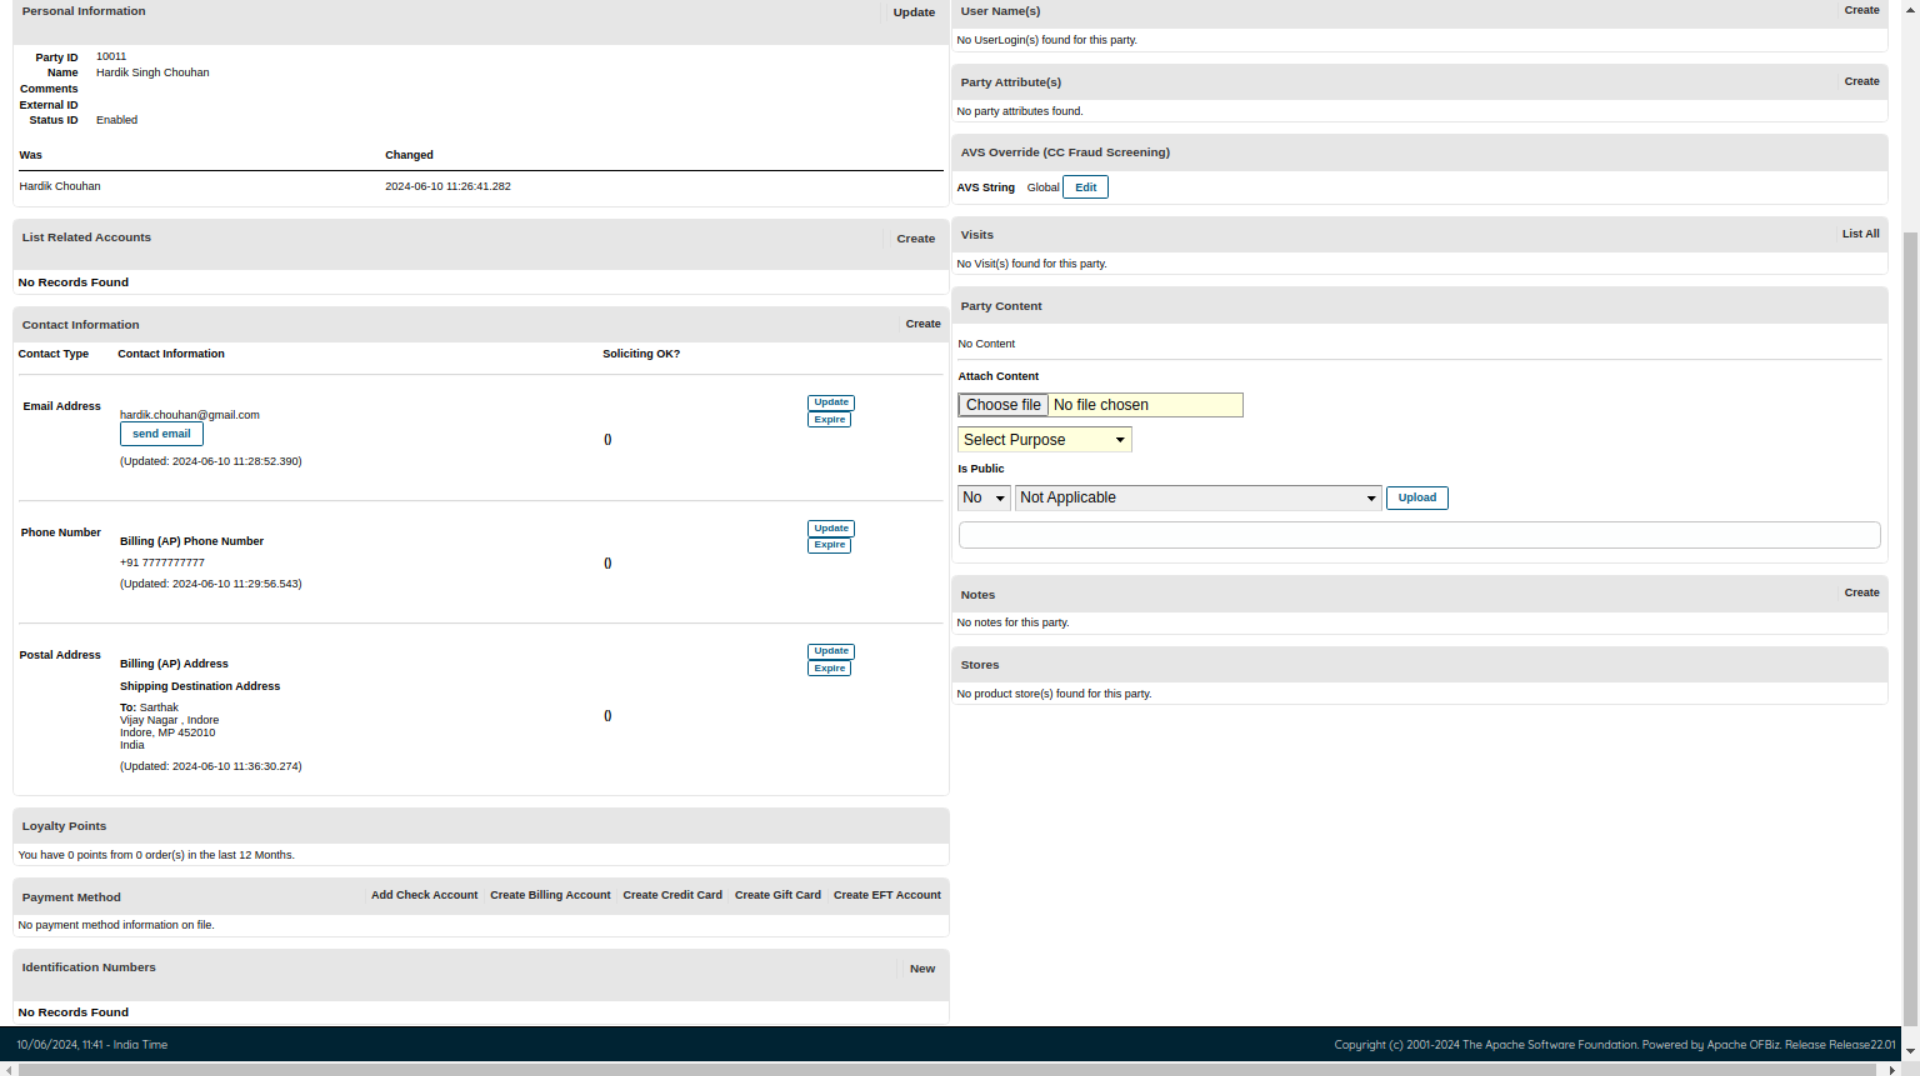 Personal Information
Update
Party ID 10011
Name Hardik Singh Chouhan
Comments
External ID
Status ID Enabled
Was Changed
Hardik Chouhan 2024-06-10 11:26:41.282
List Related Accounts
Create
No Records Found
Contact Information
Create
Contact Type Contact Information Soliciting OK?
Email Address
hardik.chouhan@gmail.com
send email
(Updated: 2024-06-10 11:28:52.390)
()
Update
Expire
Phone Number
Billing (AP) Phone Number
+91 7777777777
(Updated: 2024-06-10 11:29:56.543)
()
Update
Expire
Postal Address
Billing (AP) Address
Shipping Destination Address
To: Sarthak
Vijay Nagar , Indore
Indore, MP 452010
India
(Updated: 2024-06-10 11:36:30.274)
()
Update
Expire
Loyalty Points
You have 0 points from 0 order(s) in the last 12 Months.
Payment Method
Add Check Account Create Billing Account Create Credit Card Create Gift Card Create EFT Account
No payment method information on file.
Identification Numbers
New
No Records Found
User Name(s)
Create
No UserLogin(s) found for this party.
Party Attribute(s)
Create
No party attributes found.
AVS Override (CC Fraud Screening)
AVS String Global Edit
Visits
List All
No Visit(s) found for this party.
Party Content
No Content
Attach Content
Choose file No file chosen
Select Purpose
Is Public
No Not Applicable Upload
Notes
Create
No notes for this party.
Stores
No product store(s) found for this party.
10/06/2024, 11:41 - India Time
Copyright (c) 2001-2024 The Apache Software Foundation. Powered by Apache OFBiz. Release Release22.01